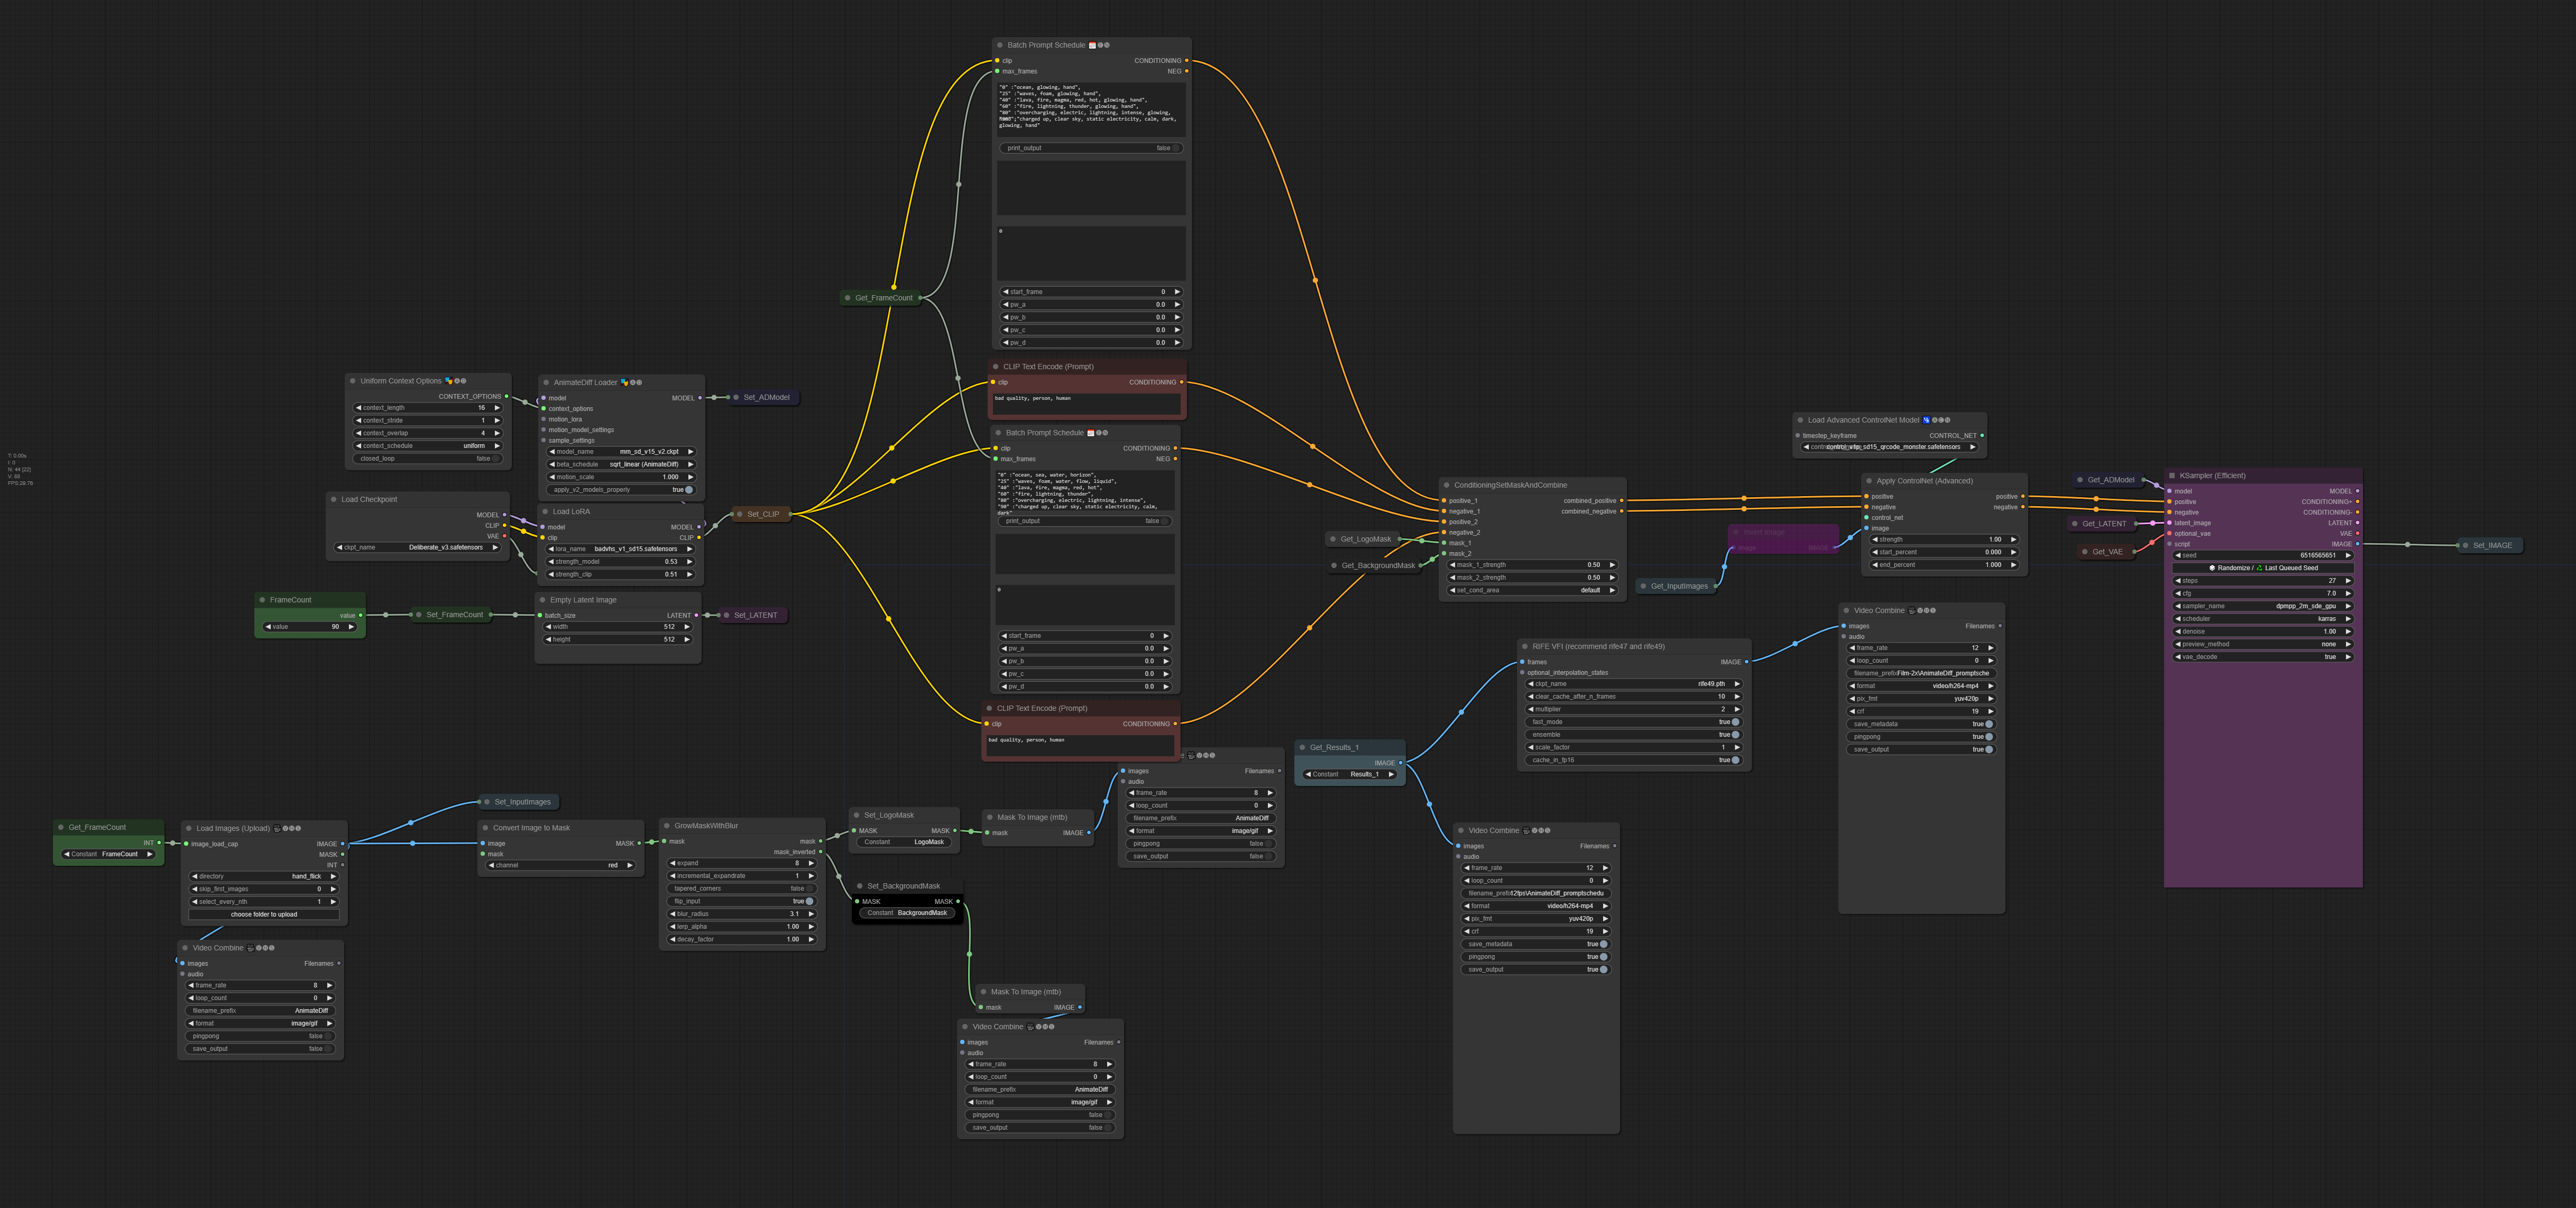 Batch Prompt Schedule
clip
CONDITIONING
max_frames
NEG
"0" :"ocean, glowing, hand",
"25" :"waves, foam, glowing, hand",
"40" :"lava, fire, magma, red, hot, glowing, hand",
"60" :"fire, lightning, thunder, glowing, hand",
"80" :"overcharging, electric, lightning, intense, glowing,
:"charged up, clear sky, static electricity, calm, dark,
glowing, hand"
print_output false
start_frame 0
pw_a 0.0
pw_b 0.0
pw_c 0.0
pw_d 0.0
Get_FrameCount
CLIP Text Encode (Prompt)
clip
CONDITIONING
bad quality, person, human
Batch Prompt Schedule
clip
CONDITIONING
max_frames
NEG
"0" :"ocean, sea, water, horizon",
"25" :"waves, foam, water, flow, liquid",
"40" :"lava, fire, magma, red, hot",
"60" :"fire, lightning, thunder",
"80" :"overcharging, electric, lightning, intense",
"90" :"charged up, clear sky, static electricity, calm,
dark"
print_output false
start_frame 0
pw_a 0.0
pw_b 0.0
pw_c 0.0
pw_d 0.0
CLIP Text Encode (Prompt)
clip
CONDITIONING
bad quality, person, human
T: 0.00s
I: 0
N: 44 [22]
V: 88
FPS:28.78
Uniform Context Options
CONTEXT_OPTIONS
context_length 16
context_stride 1
context_overlap 4
context_schedule uniform
closed_loop false
AnimateDiff Loader
model
MODEL
context_options
motion_lora
motion_model_settings
sample_settings
model_name mm_sd_v15_v2.ckpt
beta_schedule sqrt_linear (AnimateDiff)
motion_scale 1.000
apply_v2_models_properly true
Set_ADModel
Load Checkpoint
MODEL
CLIP
VAE
ckpt_name Deliberate_v3.safetensors
Load LoRA
model
MODEL
clip
CLIP
lora_name badvhs_v1_sd15.safetensors
strength_model 0.53
strength_clip 0.51
Set_CLIP
FrameCount
value
value 90
Set_FrameCount
Empty Latent Image
batch_size
LATENT
width 512
height 512
Set_LATENT
Get_LogoMask
Get_BackgroundMask
ConditioningSetMaskAndCombine
positive_1
combined_positive
negative_1
combined_negative
positive_2
negative_2
mask_1
mask_2
mask_1_strength 0.50
mask_2_strength 0.50
set_cond_area default
image
IMAGE
Get_InputImages
Load Advanced ControlNet Model
timestep_keyframe
CONTROL_NET
Apply ControlNet (Advanced)
positive
positive
negative
negative
control_net
image
strength 1.00
start_percent 0.000
end_percent 1.000
Get_ADModel
Get_LATENT
Get_VAE
KSampler (Efficient)
model
MODEL
positive
CONDITIONING+
negative
CONDITIONING-
latent_image
LATENT
optional_vae
VAE
script
IMAGE
seed 6516565651
Randomize / Last Queued Seed
steps 27
cfg 7.0
sampler_name dpmpp_2m_sde_gpu
scheduler karras
denoise 1.00
preview_method none
vae_decode true
Set_IMAGE
Get_Results_1
IMAGE
Constant Results_1
RIFE VFI (recommend rife47 and rife49)
frames
IMAGE
optional_interpolation_states
ckpt_name rife49.pth
clear_cache_after_n_frames 10
multiplier 2
fast_mode true
ensemble true
scale_factor 1
cache_in_fp16 true
Video Combine
images
Filenames
audio
frame_rate 12
loop_count 0
Film-2x\AnimateDiff_promptsche
format video/h264-mp4
pix_fmt yuv420p
crf 19
save_metadata true
pingpong true
save_output true
Video Combine
images
Filenames
audio
frame_rate 12
loop_count 0
12fps\AnimateDiff_promptschedu
format video/h264-mp4
pix_fmt yuv420p
crf 19
save_metadata true
pingpong true
save_output true
Get_FrameCount
INT
Constant FrameCount
Load Images (Upload)
image_load_cap
IMAGE
MASK
INT
directory hand_flick
skip_first_images 0
select_every_nth 1
choose folder to upload
Video Combine
images
Filenames
audio
frame_rate 8
loop_count 0
filename_prefix AnimateDiff
format image/gif
pingpong false
save_output false
Set_InputImages
Convert Image to Mask
image
MASK
mask
channel red
GrowMaskWithBlur
mask
mask
mask_inverted
expand 8
incremental_expandrate 1
tapered_corners false
flip_input true
blur_radius 3.1
lerp_alpha 1.00
decay_factor 1.00
Set_LogoMask
MASK
MASK
Constant LogoMask
Set_BackgroundMask
MASK
MASK
Constant BackgroundMask
Mask To Image (mtb)
mask
IMAGE
images
Filenames
audio
frame_rate 8
loop_count 0
filename_prefix AnimateDiff
format image/gif
pingpong false
save_output false
Mask To Image (mtb)
mask
IMAGE
Video Combine
images
Filenames
audio
frame_rate 8
loop_count 0
filename_prefix AnimateDiff
format image/gif
pingpong false
save_output false